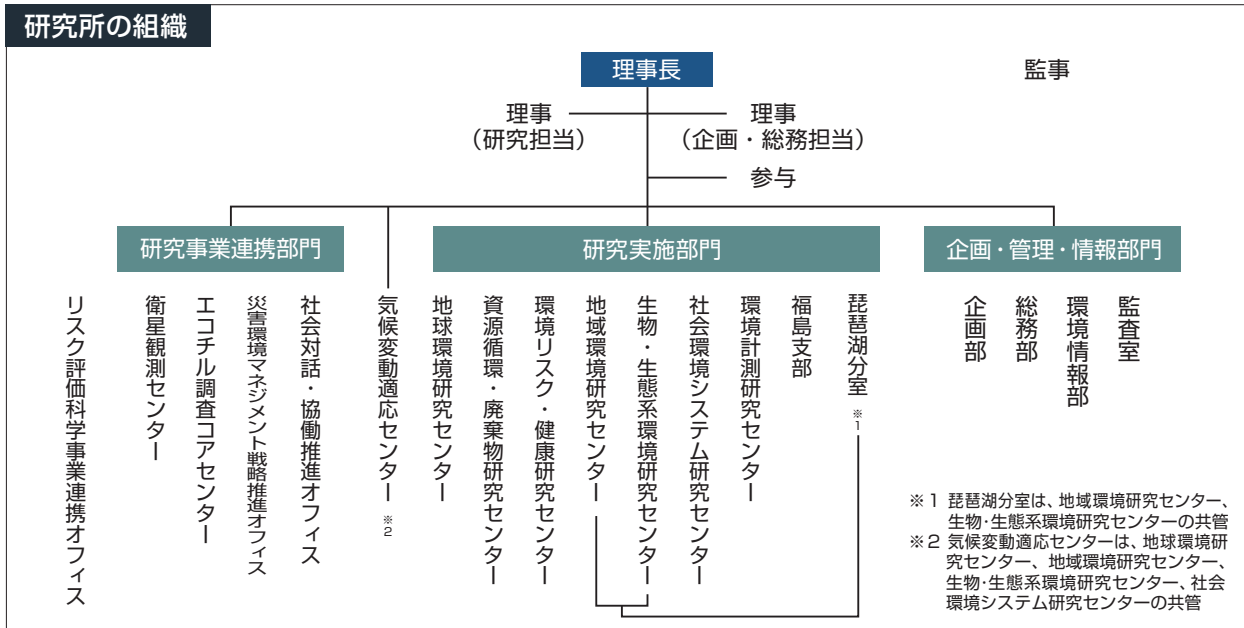 研究所の組織
理事長
監事
理事
(研究担当)
理事
(企画・総務担当)
参与
研究事業連携部門
研究実施部門
企画・管理・情報部門
リスク評価科学事業連携オフィス
衛星観測センター
エコチル調査コアセンター
災害環境マネジメント戦略推進オフィス
社会対話・協働推進オフィス
気候変動適応センター ※2
地球環境研究センター
資源循環・廃棄物研究センター
環境リスク・健康研究センター
地域環境研究センター
生物・生態系環境研究センター
社会環境システム研究センター
環境計測研究センター
福島支部
琵琶湖分室 ※1
企画部
総務部
環境情報部
監査室
※1 琵琶湖分室は、地域環境研究センター、
生物・生態系環境研究センターの共管
※2 気候変動適応センターは、地球環境研
究センター、地域環境研究センター、
生物・生態系環境研究センター、社会
環境システム研究センターの共管